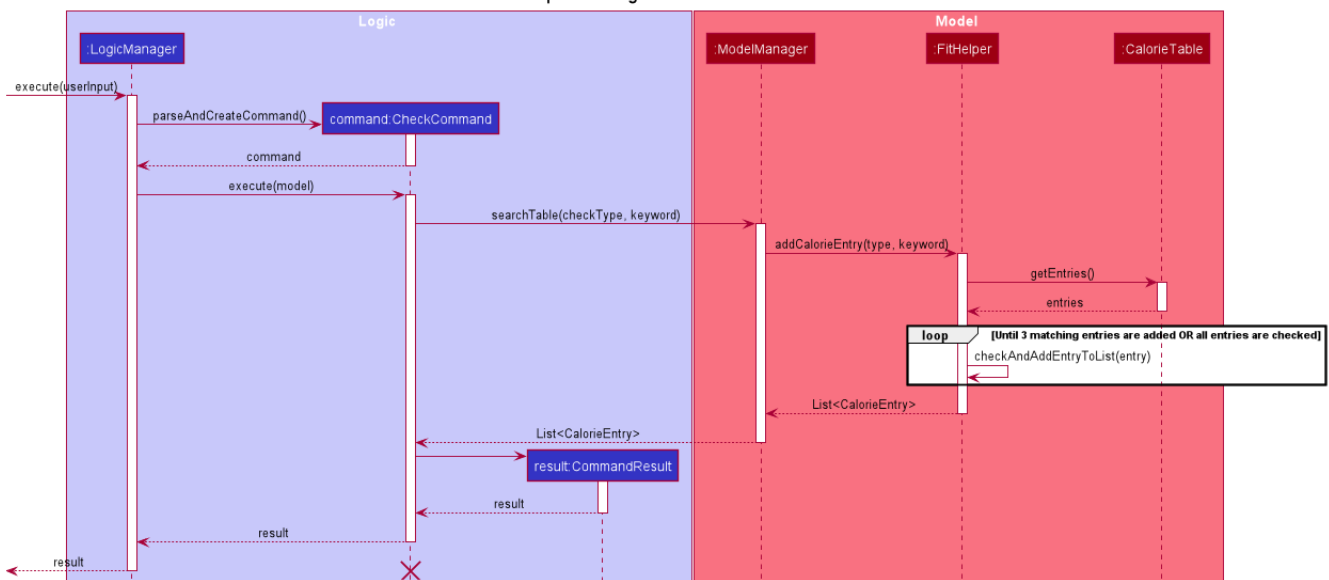 Logic
Model
:LogicManager
:ModelManager
:FitHelper
:CalorieTable
execute(userInput)
parseAndCreateCommand()
command:CheckCommand
command
execute(model)
searchTable(checkType, keyword)
addCalorieEntry(type, keyword)
getEntries()
entries
loop
[Until 3 matching entries are added OR all entries are checked]
checkAndAddEntryToList(entry)
List<CalorieEntry>
List<CalorieEntry>
result:CommandResult
result
result
result